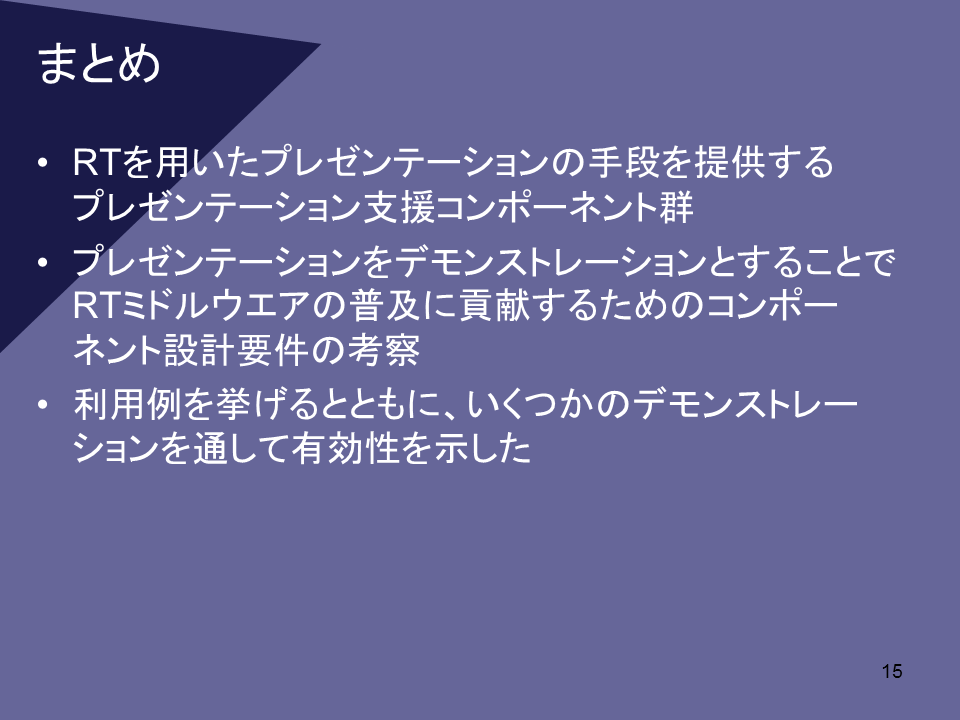 まとめ
• RTを用いたプレゼンテーションの手段を提供する
プレゼンテーション支援コンポーネント群
• プレゼンテーションをデモンストレーションとすることで
RTミドルウエアの普及に貢献するためのコンポー
ネント設計要件の考察
• 利用例を挙げるとともに、いくつかのデモンストレー
ションを通して有効性を示した
15